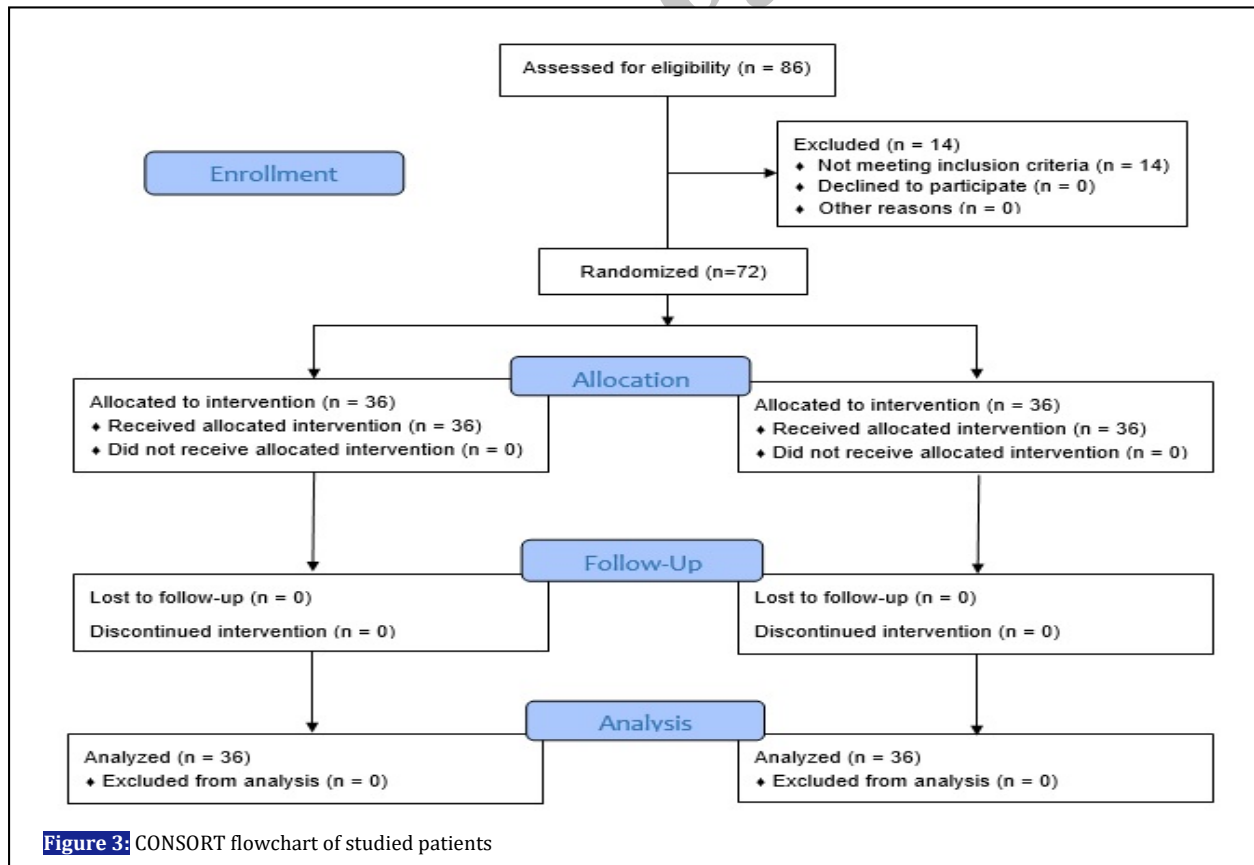 Assessed for eligibility (n = 86)
Excluded (n = 14)
♦ Not meeting inclusion criteria (n = 14)
♦ Declined to participate (n = 0)
♦ Other reasons (n = 0)
Enrollment
Randomized (n=72)
Allocation
Allocated to intervention (n = 36)
♦ Received allocated intervention (n = 36)
♦ Did not receive allocated intervention (n = 0)
Allocated to intervention (n = 36)
♦ Received allocated intervention (n = 36)
♦ Did not receive allocated intervention (n = 0)
Follow-Up
Lost to follow-up (n = 0)
Discontinued intervention (n = 0)
Lost to follow-up (n = 0)
Discontinued intervention (n = 0)
Analysis
Analyzed (n = 36)
♦ Excluded from analysis (n = 0)
Analyzed (n = 36)
♦ Excluded from analysis (n = 0)
Figure 3: CONSORT flowchart of studied patients